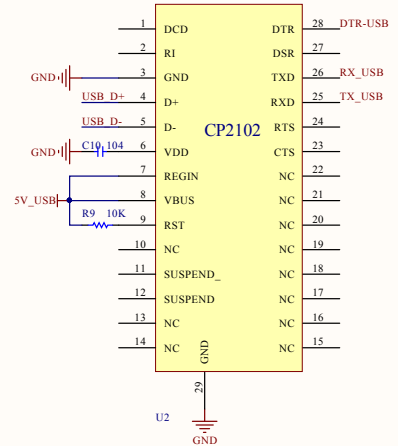 1 DCD DTR 28 DTR-USB
2 RI DSR 27
GND 3 GND TXD 26 RX_USB
USB_D+ 4 D+ RXD 25 TX_USB
USB_D- 5 D- RTS 24
CP2102
GND C10 104 6 VDD CTS 23
7 REGIN NC 22
5V_USB 8 VBUS NC 21
R9 10K 9 RST NC 20
10 NC NC 19
11 SUSPEND_ NC 18
12 SUSPEND NC 17
13 NC NC 16
14 NC NC 15
GND
29
U2
GND